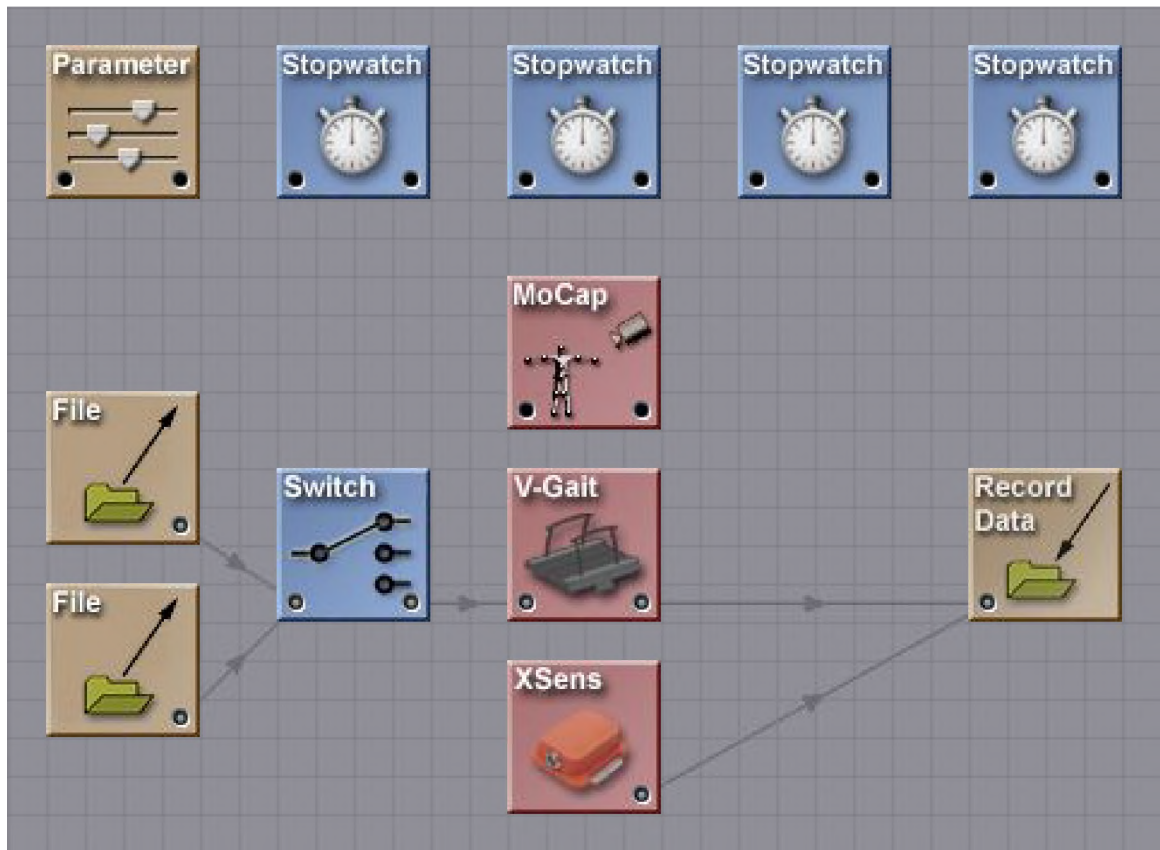 Parameter
Stopwatch
Stopwatch
Stopwatch
Stopwatch
MoCap
File
Switch
V-Gait
Record
Data
File
XSens